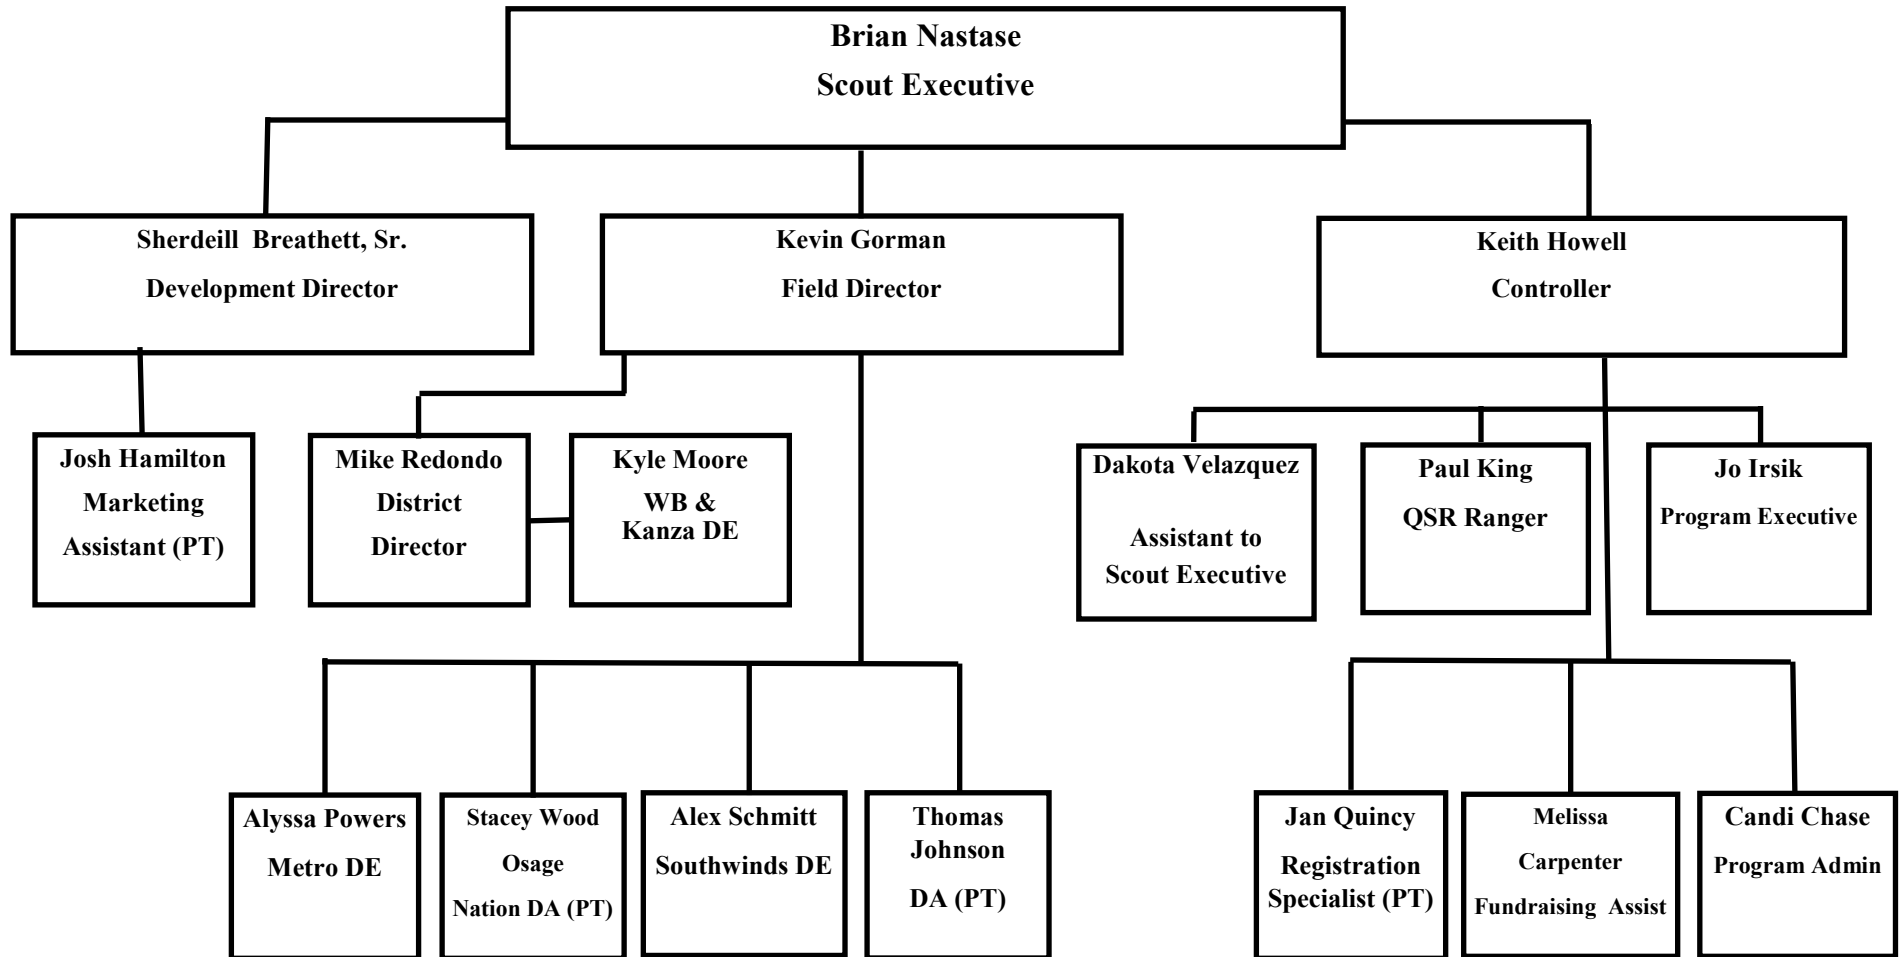 Brian Nastase
Scout Executive
Sherdeill Breathett, Sr.
Development Director
Kevin Gorman
Field Director
Keith Howell
Controller
Josh Hamilton
Marketing
Assistant (PT)
Mike Redondo
District
Director
Kyle Moore
WB &
Kanza DE
Dakota Velazquez
Assistant to
Scout Executive
Paul King
QSR Ranger
Jo Irsik
Program Executive
Alyssa Powers
Metro DE
Stacey Wood
Osage
Nation DA (PT)
Alex Schmitt
Southwinds DE
Thomas
Johnson
DA (PT)
Jan Quincy
Registration
Specialist (PT)
Melissa
Carpenter
Fundraising Assist
Candi Chase
Program Admin